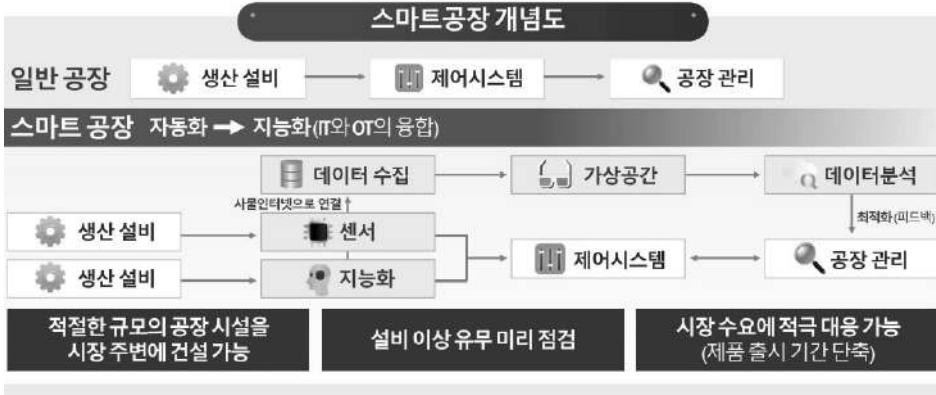 스마트공장 개념도
일반 공장 생산 설비 제어시스템 공장 관리
스마트 공장 자동화 → 지능화(IT와 OT의 융합)
데이터 수집 가상공간 데이터분석
사물인터넷으로 연결 최적화(피드백)
생산 설비 센서
제어시스템 공장 관리
생산 설비 지능화
적절한 규모의 공장 시설을
시장 주변에 건설 가능
설비 이상 유무 미리 점검
시장 수요에 적극 대응 가능
(제품 출시 기간 단축)